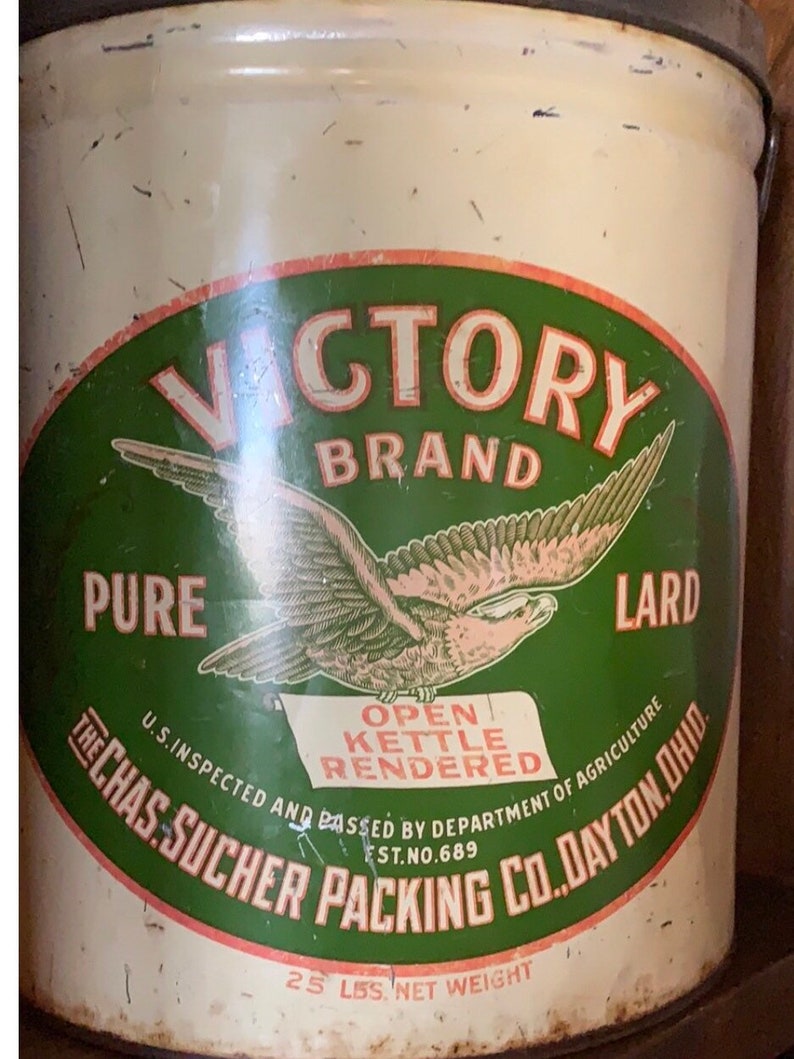 VICTORY
BRAND
PURE LARD
OPEN
KETTLE
RENDERED
U.S. INSPECTED AND PASSED BY DEPARTMENT OF AGRICULTURE
EST. NO. 689
THE CHAS. SUCHER PACKING CO., DAYTON, OHIO.
25 LBS. NET WEIGHT